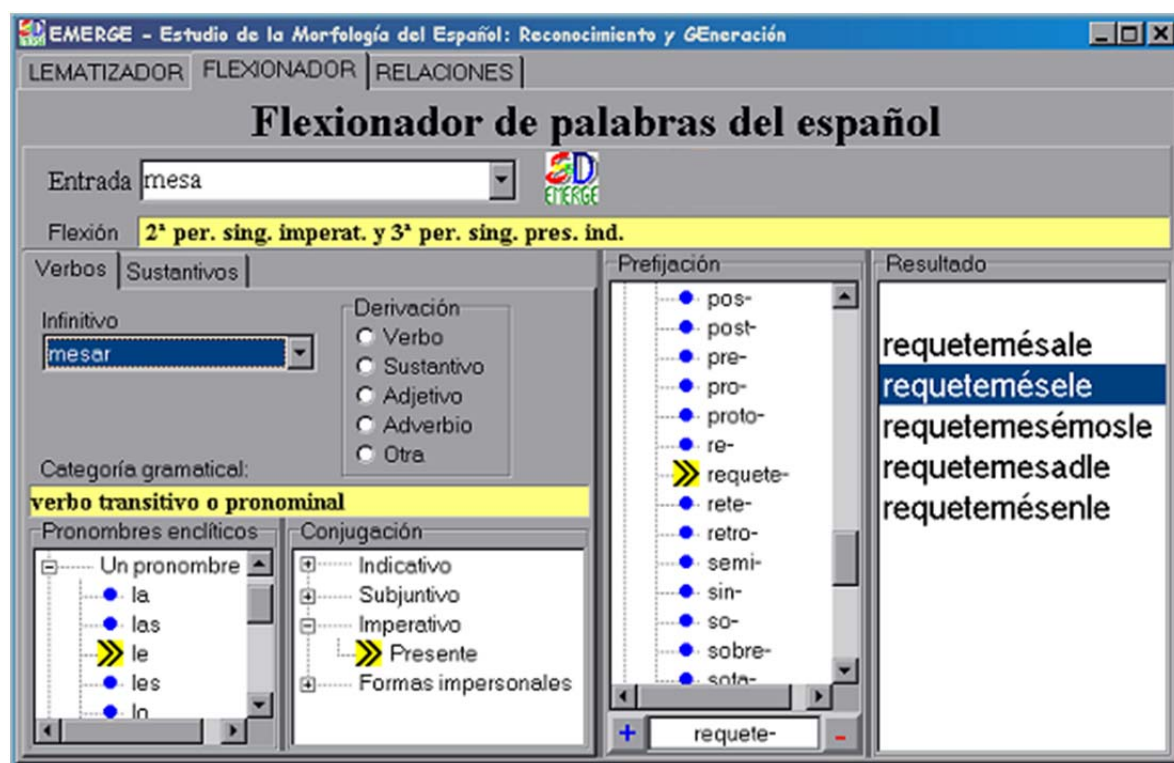 EMERGE - Estudio de la Morfología del Español: Reconocimiento y GEneración
LEMATIZADOR FLEXIONADOR RELACIONES
Flexionador de palabras del español
Entrada mesa
SD
EMERGE
Flexión 2ª per. sing. imperat. y 3ª per. sing. pres. ind.
Verbos Sustantivos
Infinitivo
mesar
Derivación
Verbo
Sustantivo
Adjetivo
Adverbio
Otra
Categoría gramatical:
verbo transitivo o pronominal
Pronombres enclíticos
Un pronombre
la
las
le
les
lo
Conjugación
Indicativo
Subjuntivo
Imperativo
Presente
Formas impersonales
Prefijación
pos-
post-
pre-
pro-
proto-
re-
requete-
rete-
retro-
semi-
sin-
so-
sobre-
sota-
+ requete- -
Resultado
requetemésale
requetemésele
requetemesémosle
requetemesadle
requetemésenle